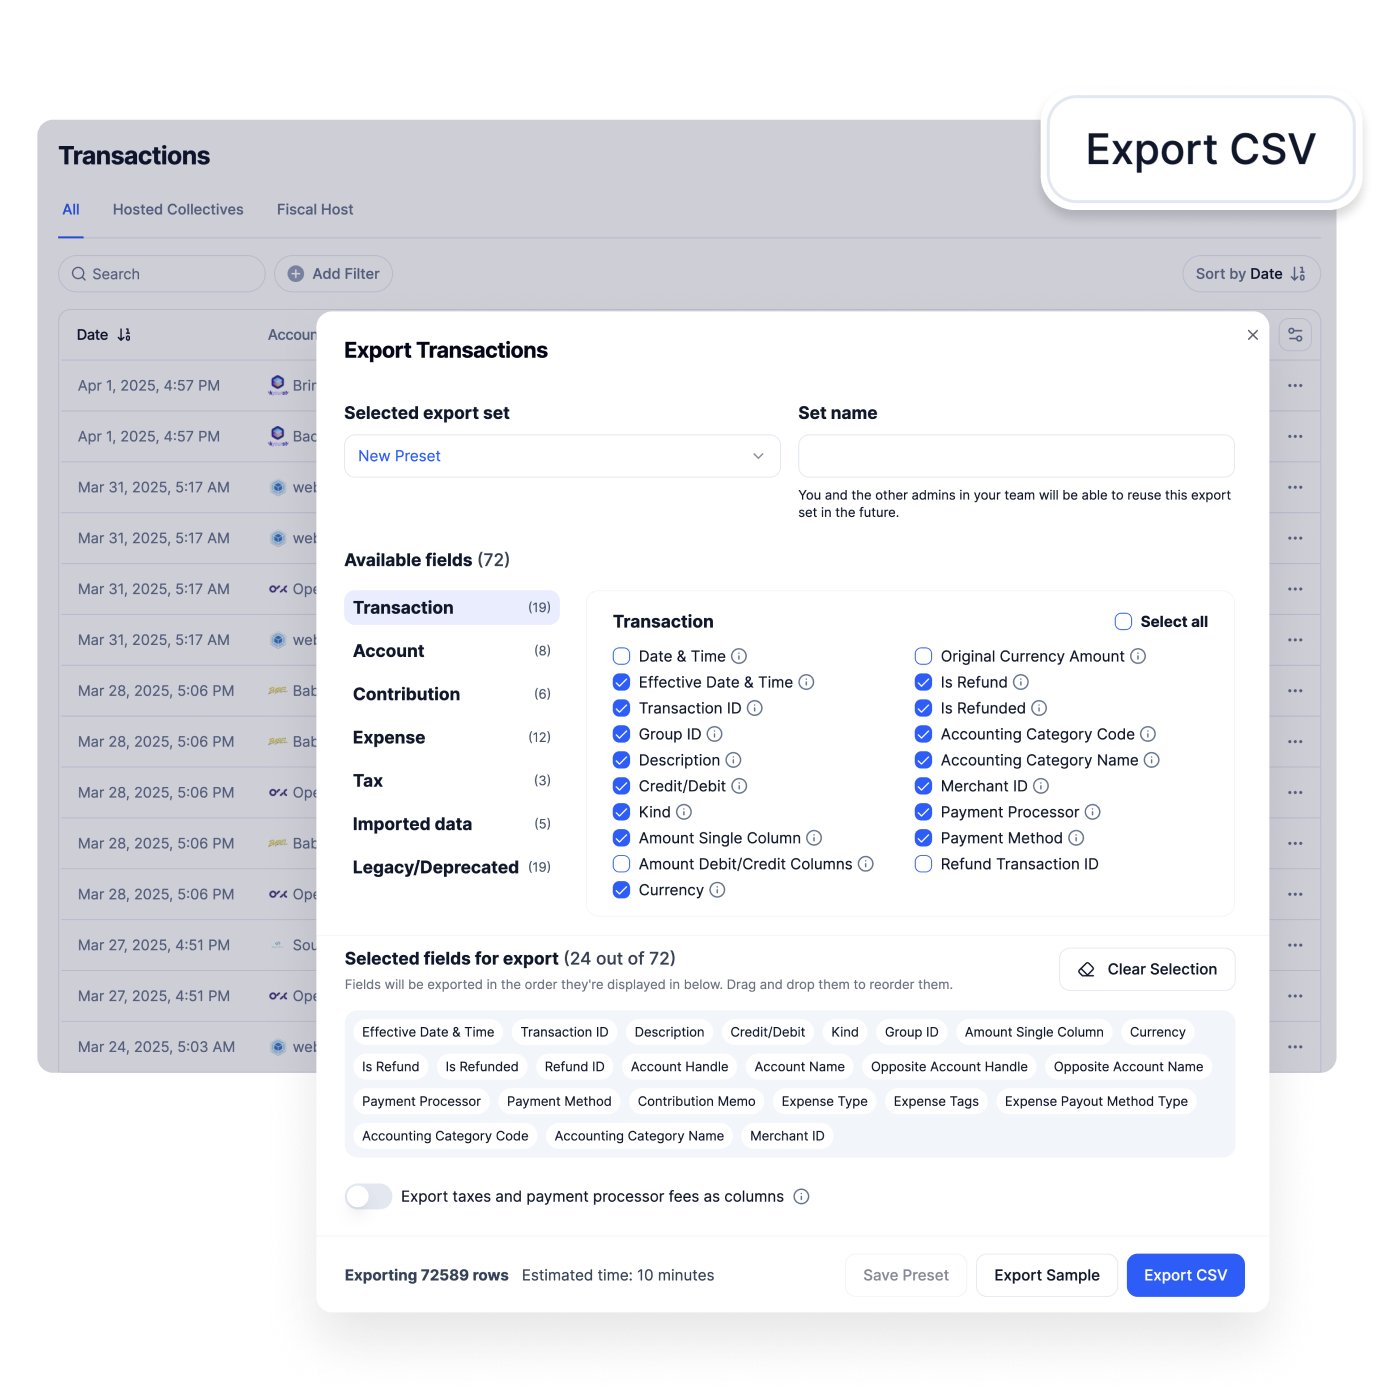 Export CSV
Transactions
All Hosted Collectives Fiscal Host
Search Add Filter Sort by Date
Date Accoun
Apr 1, 2025, 4:57 PM Brin
Apr 1, 2025, 4:57 PM Bac
Mar 31, 2025, 5:17 AM web
Mar 31, 2025, 5:17 AM web
Mar 31, 2025, 5:17 AM Ope
Mar 31, 2025, 5:17 AM web
Mar 28, 2025, 5:06 PM Bab
Mar 28, 2025, 5:06 PM Bab
Mar 28, 2025, 5:06 PM Ope
Mar 28, 2025, 5:06 PM Bab
Mar 28, 2025, 5:06 PM Ope
Mar 27, 2025, 4:51 PM Sou
Mar 27, 2025, 4:51 PM Ope
Mar 24, 2025, 5:03 AM web
Export Transactions
Selected export set
New Preset
Set name
You and the other admins in your team will be able to reuse this export
set in the future.
Available fields (72)
Transaction (19)
Account (8)
Contribution (6)
Expense (12)
Tax (3)
Imported data (5)
Legacy/Deprecated (19)
Transaction Select all
Date & Time
Effective Date & Time
Transaction ID
Group ID
Description
Credit/Debit
Kind
Amount Single Column
Amount Debit/Credit Columns
Currency
Original Currency Amount
Is Refund
Is Refunded
Accounting Category Code
Accounting Category Name
Merchant ID
Payment Processor
Payment Method
Refund Transaction ID
Selected fields for export (24 out of 72)
Fields will be exported in the order they're displayed in below. Drag and drop them to reorder them.
Clear Selection
Effective Date & Time Transaction ID Description Credit/Debit Kind Group ID Amount Single Column Currency
Is Refund Is Refunded Refund ID Account Handle Account Name Opposite Account Handle Opposite Account Name
Payment Processor Payment Method Contribution Memo Expense Type Expense Tags Expense Payout Method Type
Accounting Category Code Accounting Category Name Merchant ID
Export taxes and payment processor fees as columns
Exporting 72589 rows Estimated time: 10 minutes Save Preset Export Sample Export CSV